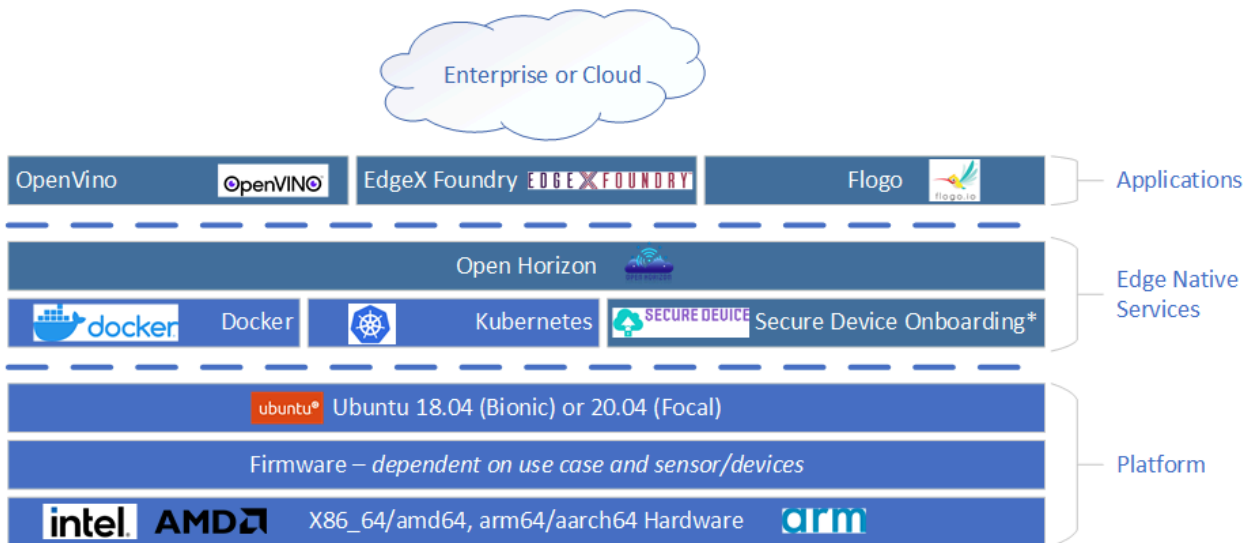 Enterprise or Cloud
OpenVino OpenVINO EdgeX Foundry EDGE X FOUNDRY Flogo flogo.io
Applications
Open Horizon OPEN HORIZON
Edge Native
Services
docker Docker Kubernetes SECURE DEVICE Secure Device Onboarding*
ubuntu® Ubuntu 18.04 (Bionic) or 20.04 (Focal)
Firmware – dependent on use case and sensor/devices
Platform
intel. AMD X86_64/amd64, arm64/aarch64 Hardware arm